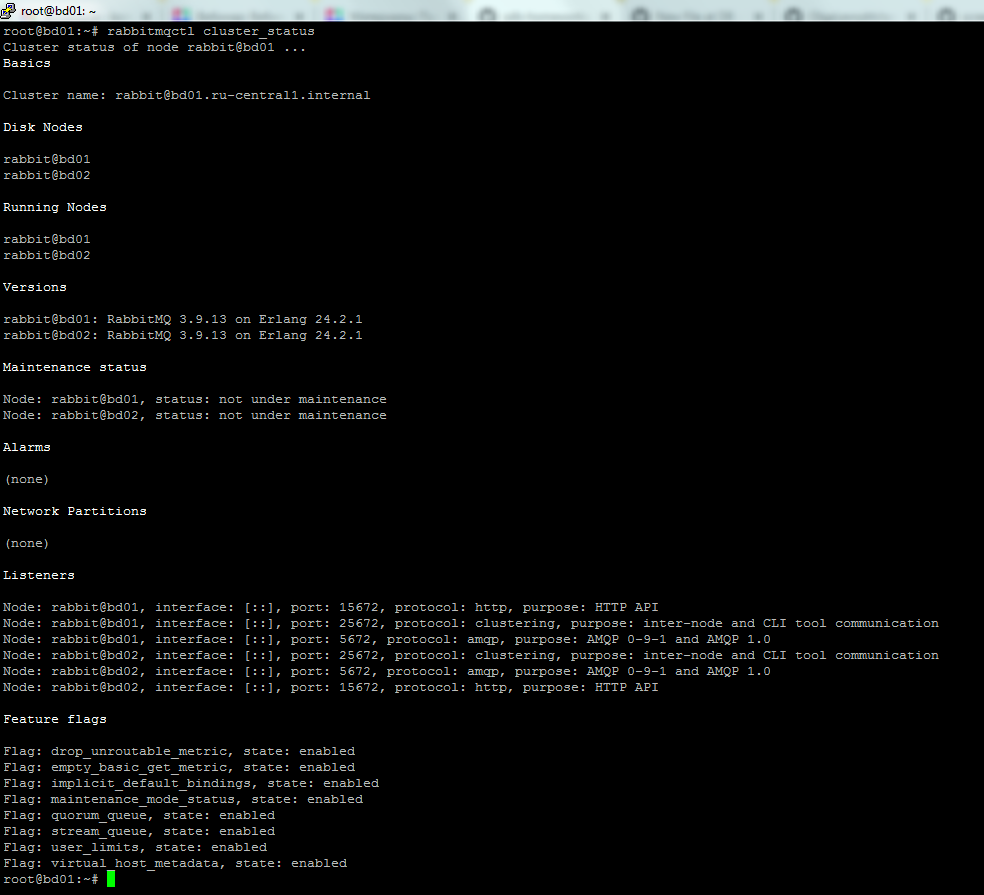 root@bd01: ~
root@bd01:~# rabbitmqctl cluster_status
Cluster status of node rabbit@bd01 ...
Basics
Cluster name: rabbit@bd01.ru-central1.internal
Disk Nodes
rabbit@bd01
rabbit@bd02
Running Nodes
rabbit@bd01
rabbit@bd02
Versions
rabbit@bd01: RabbitMQ 3.9.13 on Erlang 24.2.1
rabbit@bd02: RabbitMQ 3.9.13 on Erlang 24.2.1
Maintenance status
Node: rabbit@bd01, status: not under maintenance
Node: rabbit@bd02, status: not under maintenance
Alarms
(none)
Network Partitions
(none)
Listeners
Node: rabbit@bd01, interface: [::], port: 15672, protocol: http, purpose: HTTP API
Node: rabbit@bd01, interface: [::], port: 25672, protocol: clustering, purpose: inter-node and CLI tool communication
Node: rabbit@bd01, interface: [::], port: 5672, protocol: amqp, purpose: AMQP 0-9-1 and AMQP 1.0
Node: rabbit@bd02, interface: [::], port: 25672, protocol: clustering, purpose: inter-node and CLI tool communication
Node: rabbit@bd02, interface: [::], port: 5672, protocol: amqp, purpose: AMQP 0-9-1 and AMQP 1.0
Node: rabbit@bd02, interface: [::], port: 15672, protocol: http, purpose: HTTP API
Feature flags
Flag: drop_unroutable_metric, state: enabled
Flag: empty_basic_get_metric, state: enabled
Flag: implicit_default_bindings, state: enabled
Flag: maintenance_mode_status, state: enabled
Flag: quorum_queue, state: enabled
Flag: stream_queue, state: enabled
Flag: user_limits, state: enabled
Flag: virtual_host_metadata, state: enabled
root@bd01:~#